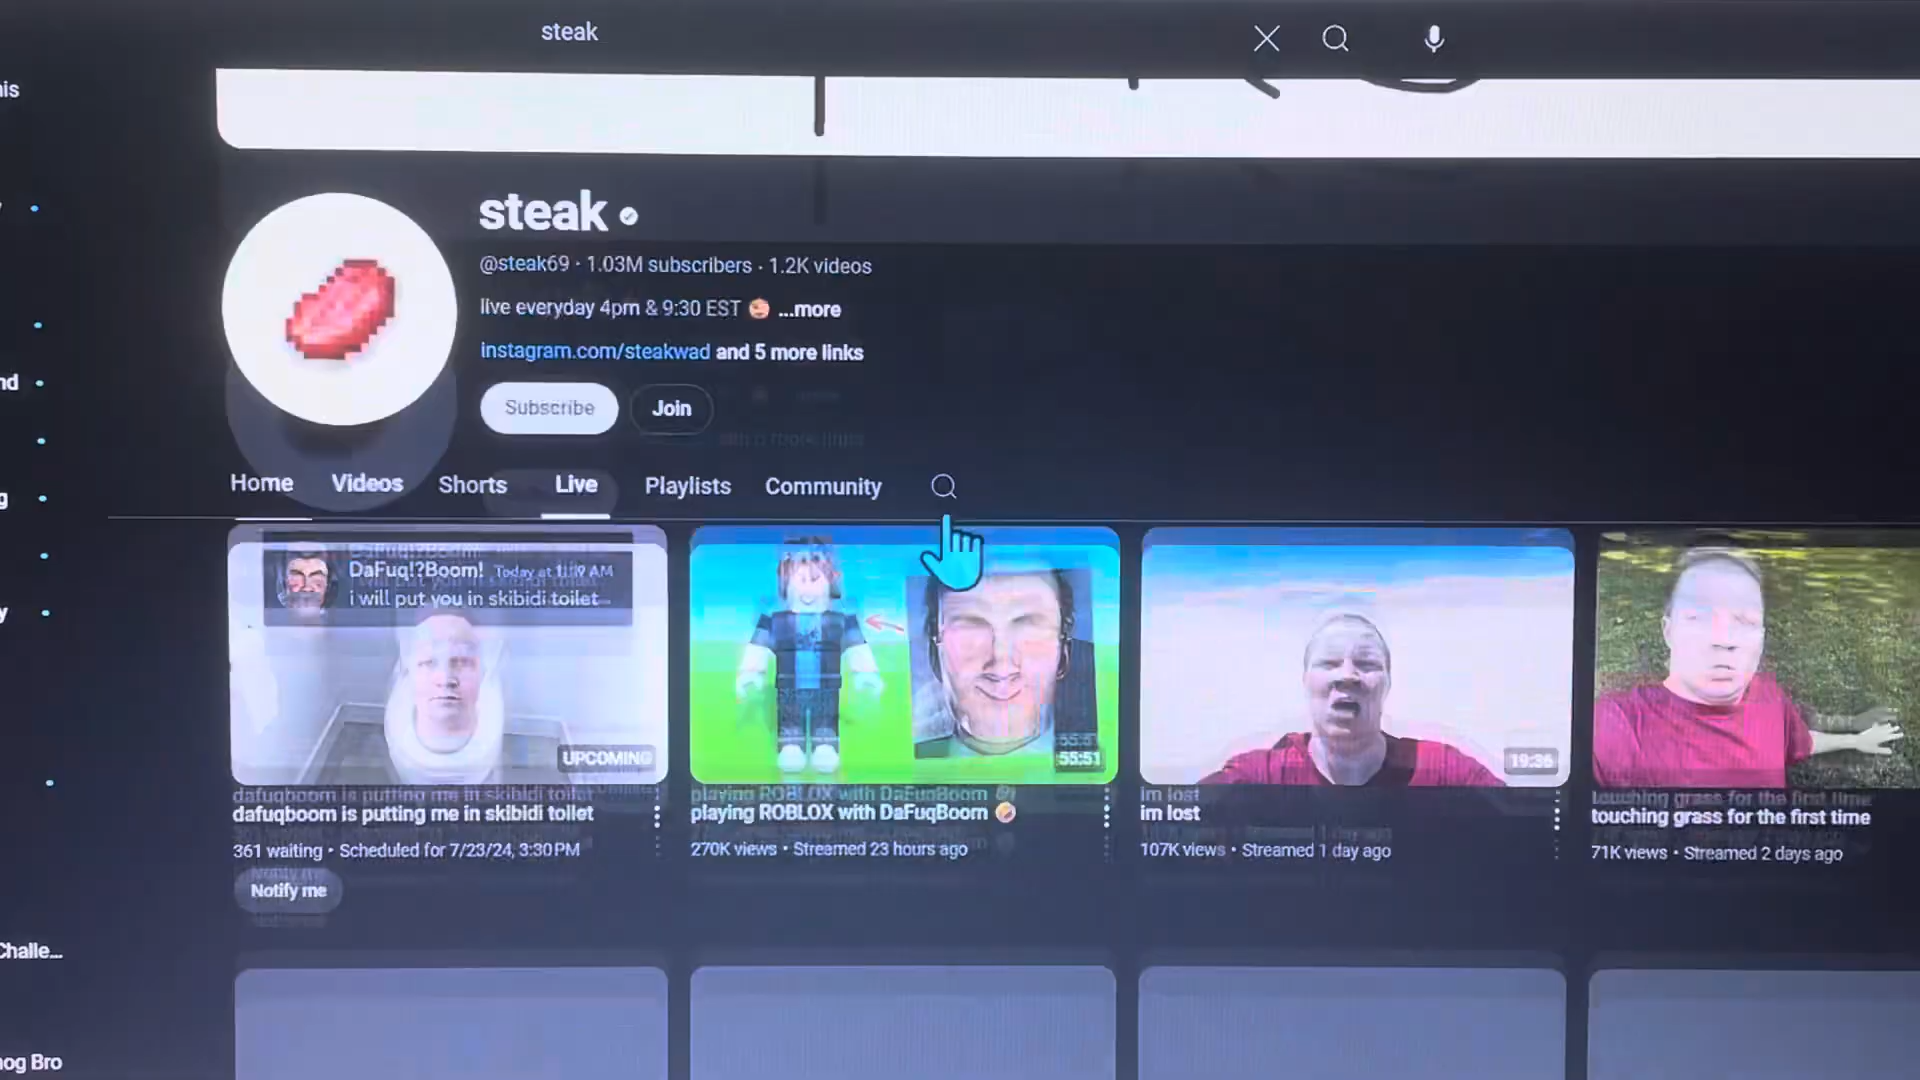 steak
steak
@steak69 · 1.03M subscribers · 1.2K videos
live everyday 4pm & 9:30 EST ...more
instagram.com/steakwad and 5 more links
Subscribe
Join
Home
Videos
Shorts
Live
Playlists
Community
DaFuq!?Boom! Today at 11:19 AM
i will put you in skibidi toilet
UPCOMING
55:51
19:36
dafuqboom is putting me in skibidi toilet
playing ROBLOX with DaFuqBoom
im lost
touching grass for the first time
361 waiting • Scheduled for 7/23/24, 3:30 PM
270K views • Streamed 23 hours ago
107K views • Streamed 1 day ago
71K views • Streamed 2 days ago
Notify me
Challe...
Bro